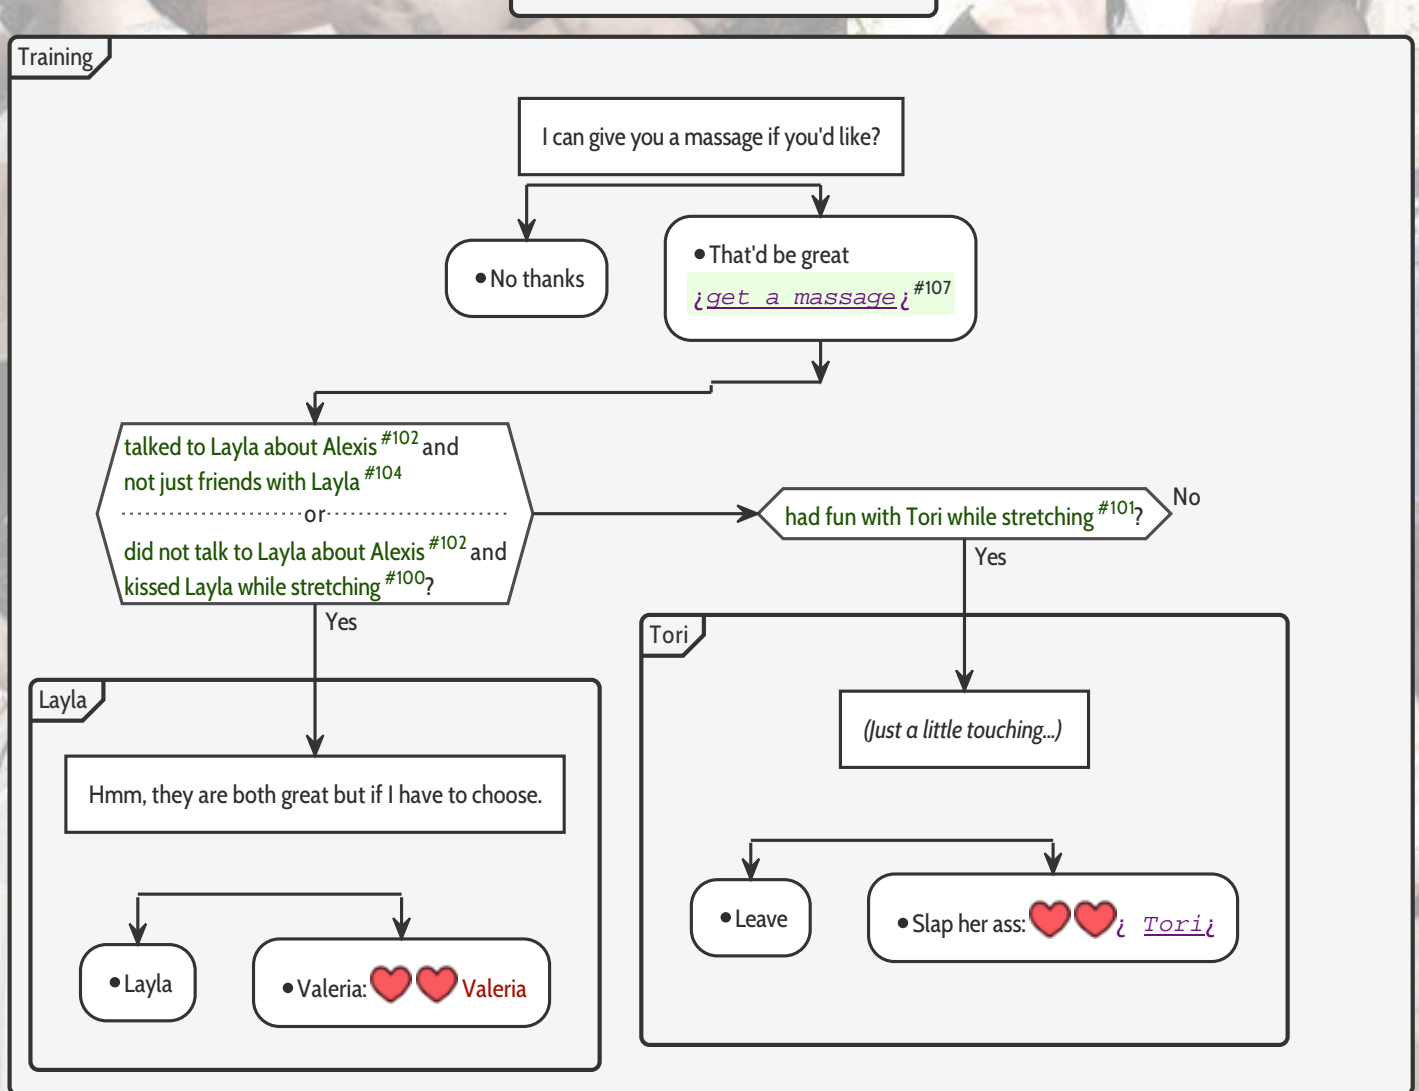 Training
I can give you a massage if you'd like?
•No thanks
•That'd be great
¿get a massage¿#107
talked to Layla about Alexis #102 and
not just friends with Layla #104
or
did not talk to Layla about Alexis #102 and
kissed Layla while stretching #100?
had fun with Tori while stretching #101?
No
Yes
Yes
Layla
Hmm, they are both great but if I have to choose.
•Layla
•Valeria: Valeria
Tori
(Just a little touching...)
•Leave
•Slap her ass: ¿ Tori¿